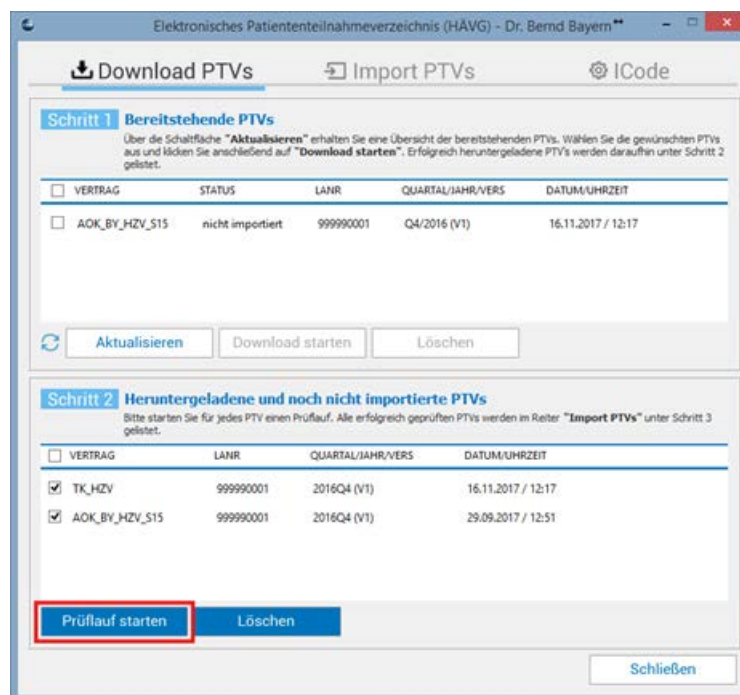 Elektronisches Patiententeilnahmeverzeichnis (HÄVG) - Dr. Bernd Bayern**
Download PTVs Import PTVs ICode
Schritt 1 Bereitstehende PTVs
Über die Schaltfläche "Aktualisieren" erhalten Sie eine Übersicht der bereitstehenden PTVs. Wählen Sie die gewünschten PTVs
aus und klicken Sie anschließend auf "Download starten". Erfolgreich heruntergeladene PTV's werden daraufhin unter Schritt 2
gelistet.
VERTRAG STATUS LANR QUARTAL/JAHR/VERS DATUM/UHRZEIT
AOK_BY_HZV_S15 nicht importiert 999990001 Q4/2016 (V1) 16.11.2017 / 12:17
Aktualisieren Download starten Löschen
Schritt 2 Heruntergeladene und noch nicht importierte PTVs
Bitte starten Sie für jedes PTV einen Prüflauf. Alle erfolgreich geprüften PTVs werden im Reiter "Import PTVs" unter Schritt 3
gelistet.
VERTRAG LANR QUARTAL/JAHR/VERS DATUM/UHRZEIT
TK_HZV 999990001 2016Q4 (V1) 16.11.2017 / 12:17
AOK_BY_HZV_S15 999990001 2016Q4 (V1) 29.09.2017 / 12:51
Prüflauf starten Löschen
Schließen